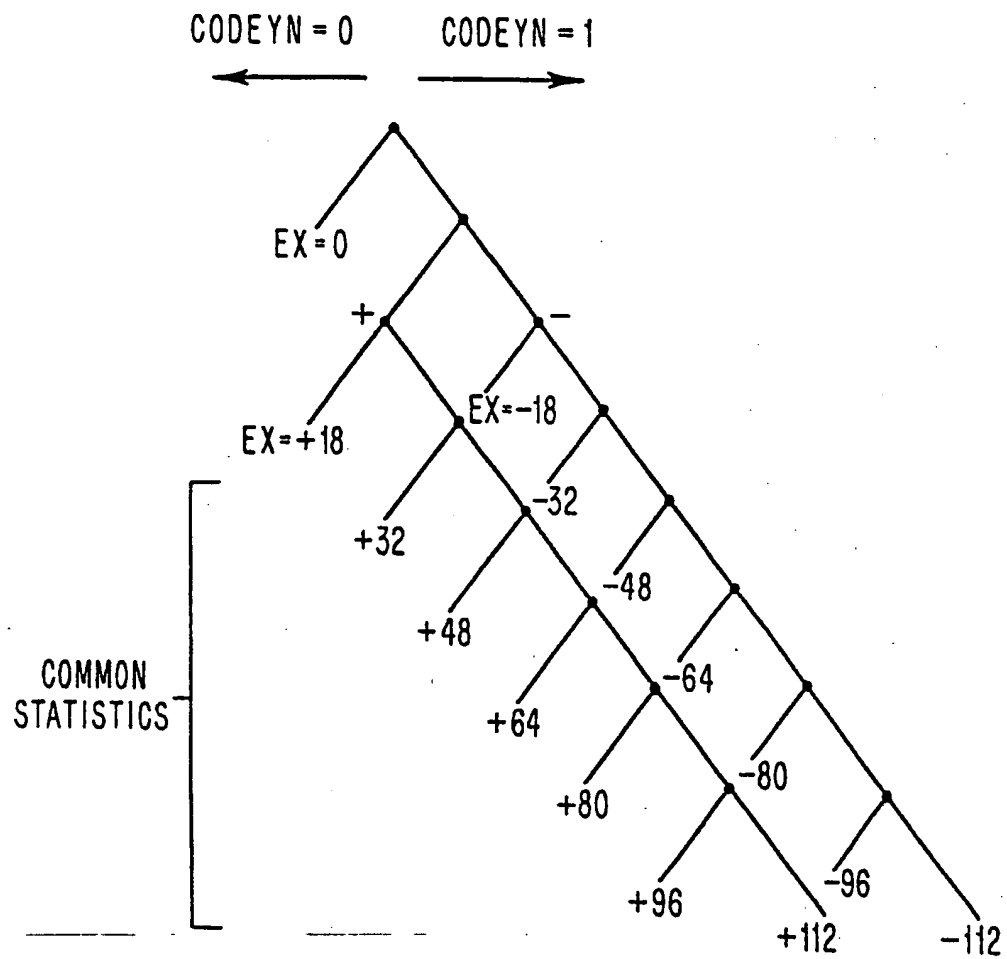 CODEYN = 0
CODEYN = 1
EX=0
+
-
EX=-18
EX=+18
-32
+32
-48
+48
-64
+64
-80
+80
-96
+96
+112
-112
COMMON
STATISTICS